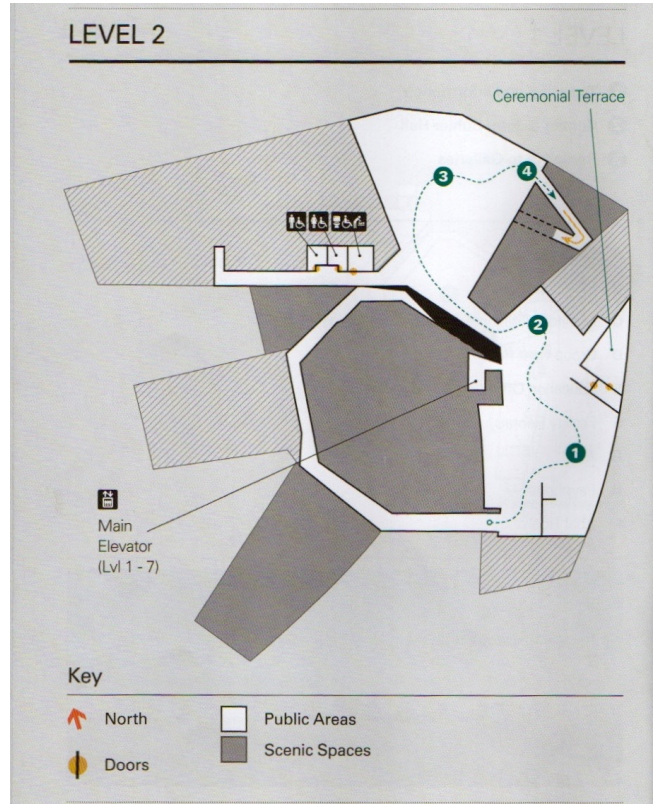 LEVEL 2
Ceremonial Terrace
3
4
2
1
Main
Elevator
(Lvl 1 - 7)
Key
North
Public Areas
Doors
Scenic Spaces